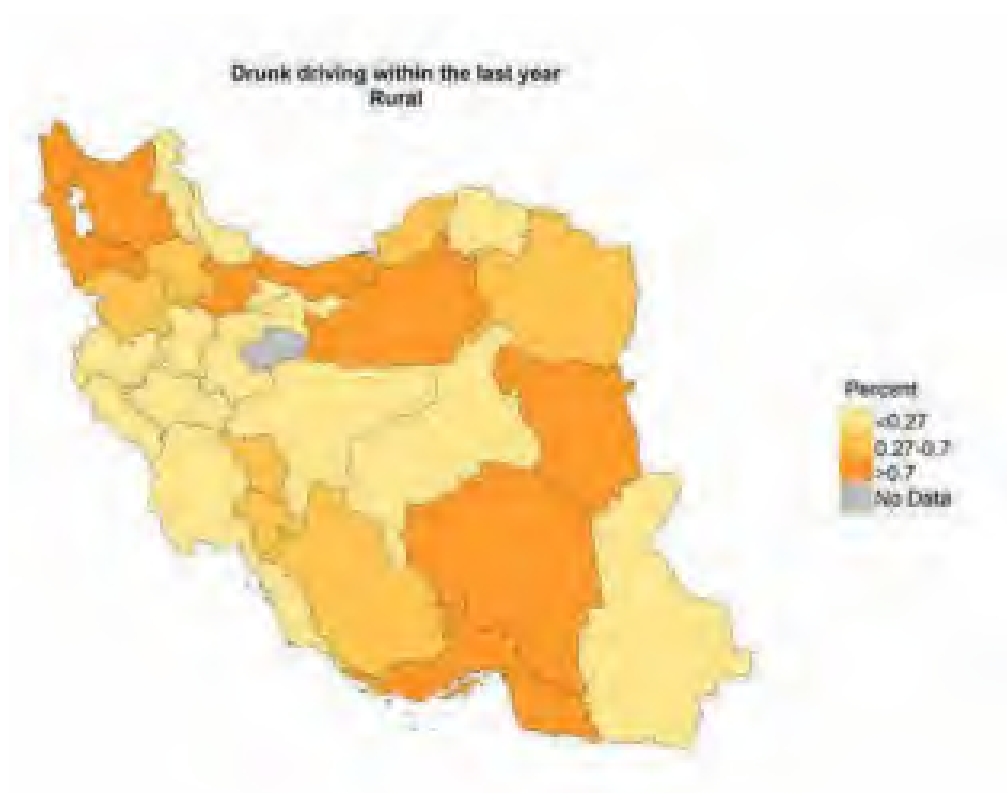 Drunk driving within the last year
Rural
Percent
<0.27
0.27-0.7
>0.7
No Data